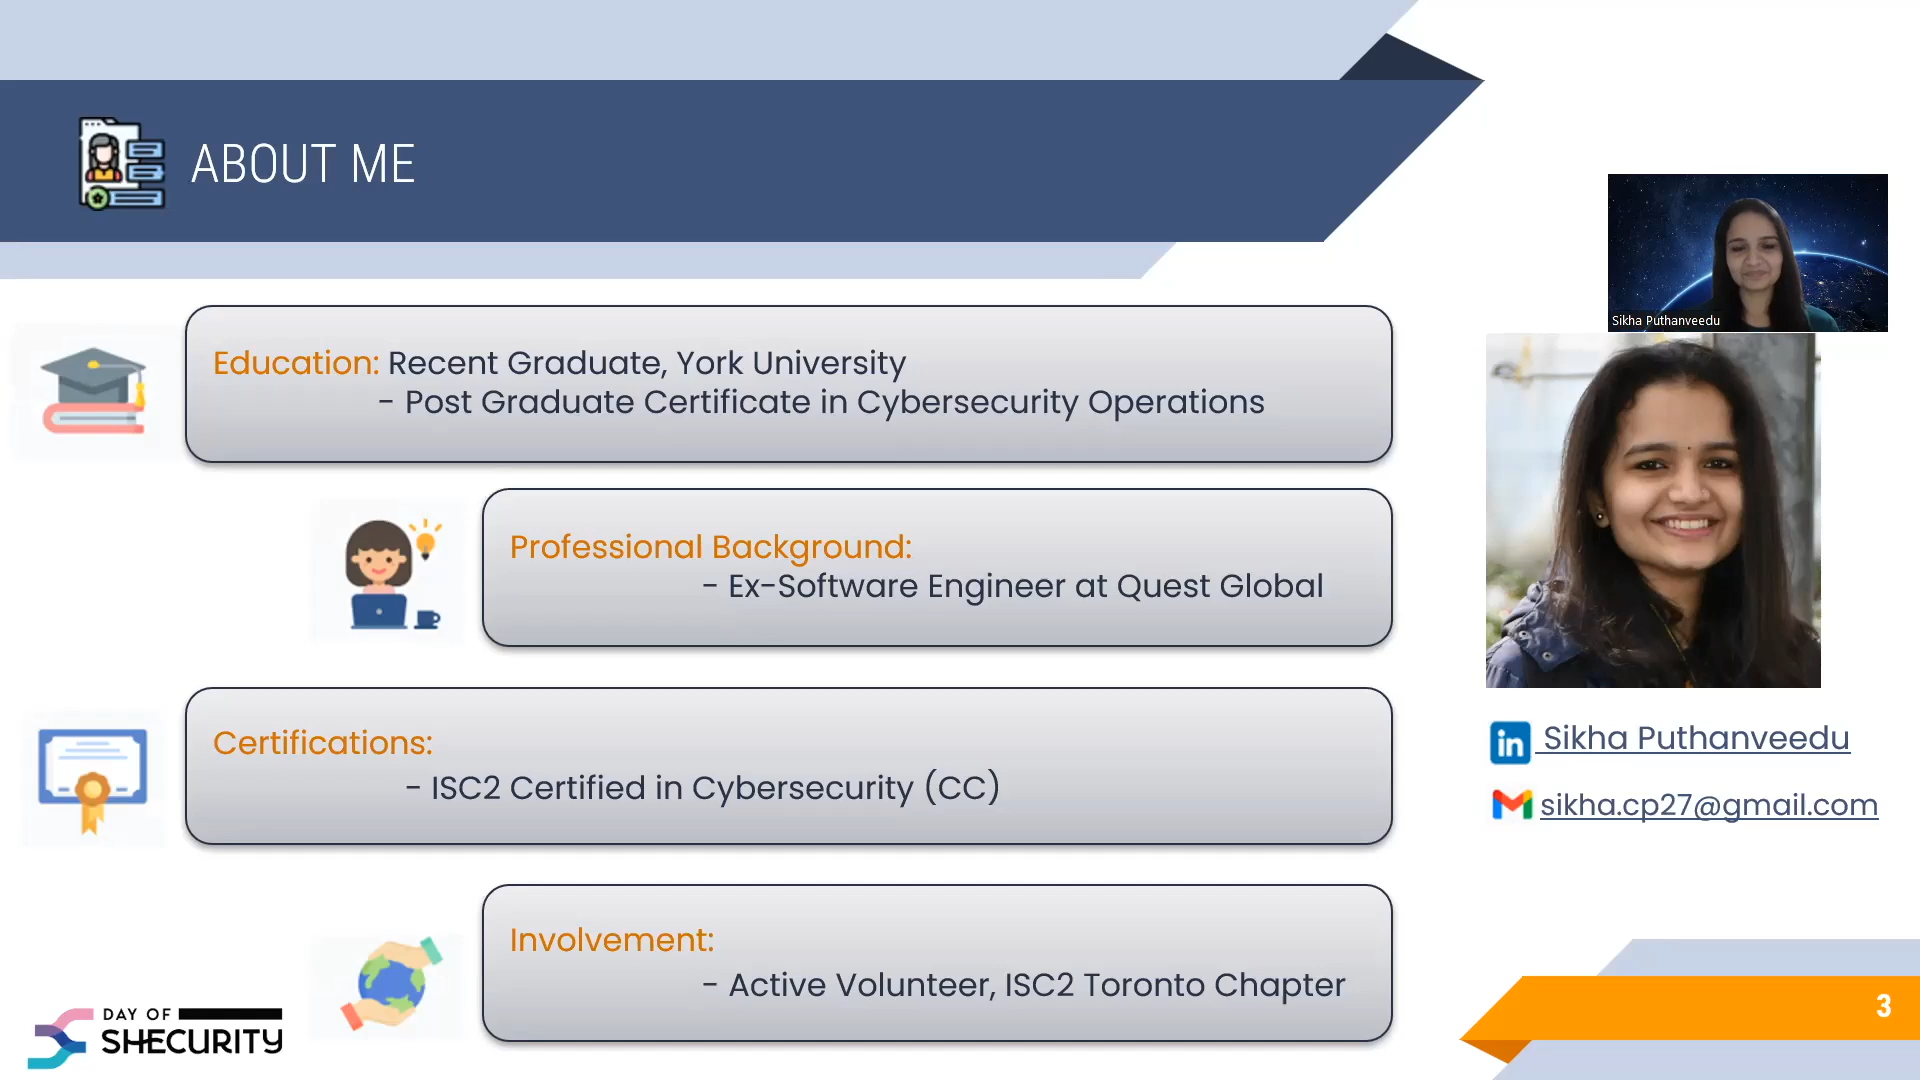 ABOUT ME
Sikha Puthanveedu
Education: Recent Graduate, York University
- Post Graduate Certificate in Cybersecurity Operations
Professional Background:
- Ex-Software Engineer at Quest Global
Certifications:
- ISC2 Certified in Cybersecurity (CC)
Involvement:
- Active Volunteer, ISC2 Toronto Chapter
in Sikha Puthanveedu
sikha.cp27@gmail.com
DAY OF
SHECURITY
3